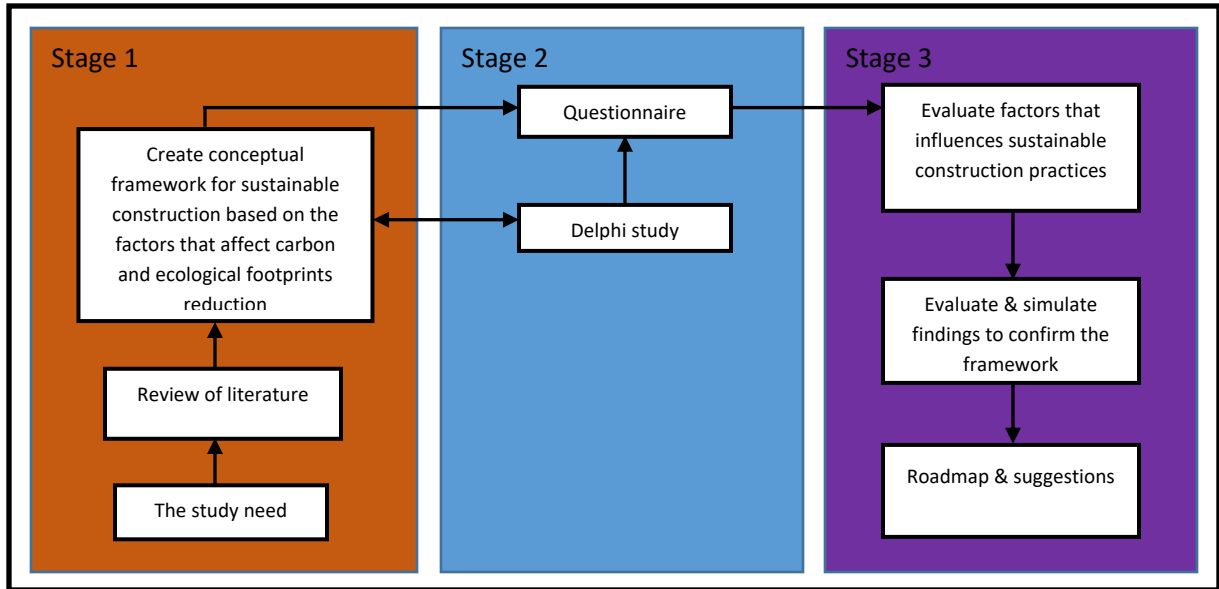 Stage 1
Create conceptual
framework for sustainable
construction based on the
factors that affect carbon
and ecological footprints
reduction
Review of literature
The study need
Stage 2
Questionnaire
Delphi study
Stage 3
Evaluate factors that
influences sustainable
construction practices
Evaluate & simulate
findings to confirm the
framework
Roadmap & suggestions